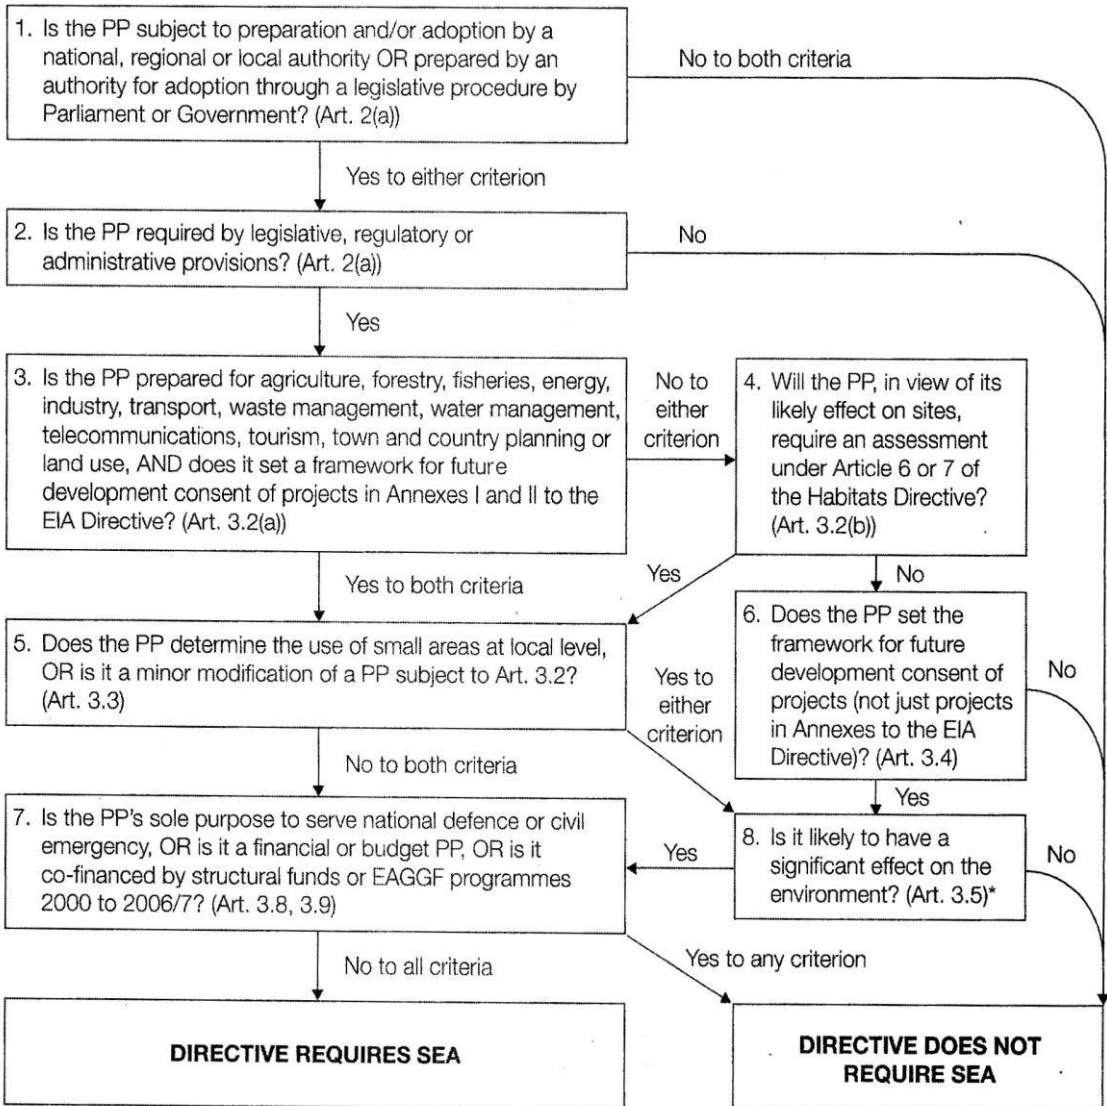 1. Is the PP subject to preparation and/or adoption by a
national, regional or local authority OR prepared by an
authority for adoption through a legislative procedure by
Parliament or Government? (Art. 2(a))
No to both criteria
Yes to either criterion
2. Is the PP required by legislative, regulatory or
administrative provisions? (Art. 2(a))
No
Yes
3. Is the PP prepared for agriculture, forestry, fisheries, energy,
industry, transport, waste management, water management,
telecommunications, tourism, town and country planning or
land use, AND does it set a framework for future
development consent of projects in Annexes I and II to the
EIA Directive? (Art. 3.2(a))
No to
either
criterion
4. Will the PP, in view of its
likely effect on sites,
require an assessment
under Article 6 or 7 of
the Habitats Directive?
(Art. 3.2(b))
Yes to both criteria
Yes
No
5. Does the PP determine the use of small areas at local level,
OR is it a minor modification of a PP subject to Art. 3.2?
(Art. 3.3)
Yes to
either
criterion
6. Does the PP set the
framework for future
development consent of
projects (not just projects
in Annexes to the EIA
Directive)? (Art. 3.4)
No
No to both criteria
Yes
7. Is the PP's sole purpose to serve national defence or civil
emergency, OR is it a financial or budget PP, OR is it
co-financed by structural funds or EAGGF programmes
2000 to 2006/7? (Art. 3.8, 3.9)
Yes
8. Is it likely to have a
significant effect on the
environment? (Art. 3.5)*
No
No to all criteria
Yes to any criterion
DIRECTIVE REQUIRES SEA
DIRECTIVE DOES NOT
REQUIRE SEA